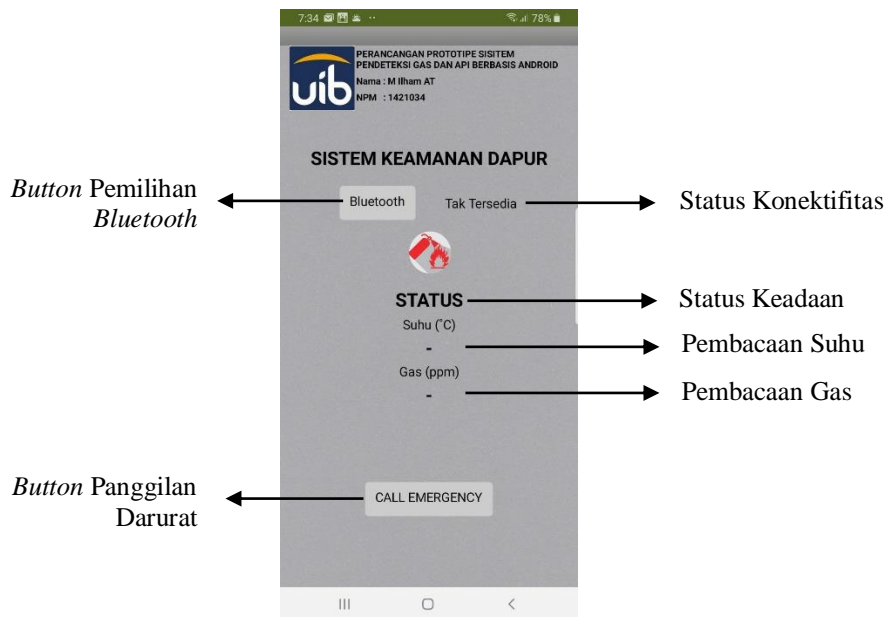 7:34 78%
uib
PERANCANGAN PROTOTIPE SISITEM
PENDETEKSI GAS DAN API BERBASIS ANDROID
Nama : M Ilham AT
NPM : 1421034
SISTEM KEAMANAN DAPUR
Button Pemilihan
Bluetooth
Bluetooth
Tak Tersedia
Status Konektifitas
STATUS
Status Keadaan
Suhu (°C)
-
Pembacaan Suhu
Gas (ppm)
-
Pembacaan Gas
Button Panggilan
Darurat
CALL EMERGENCY